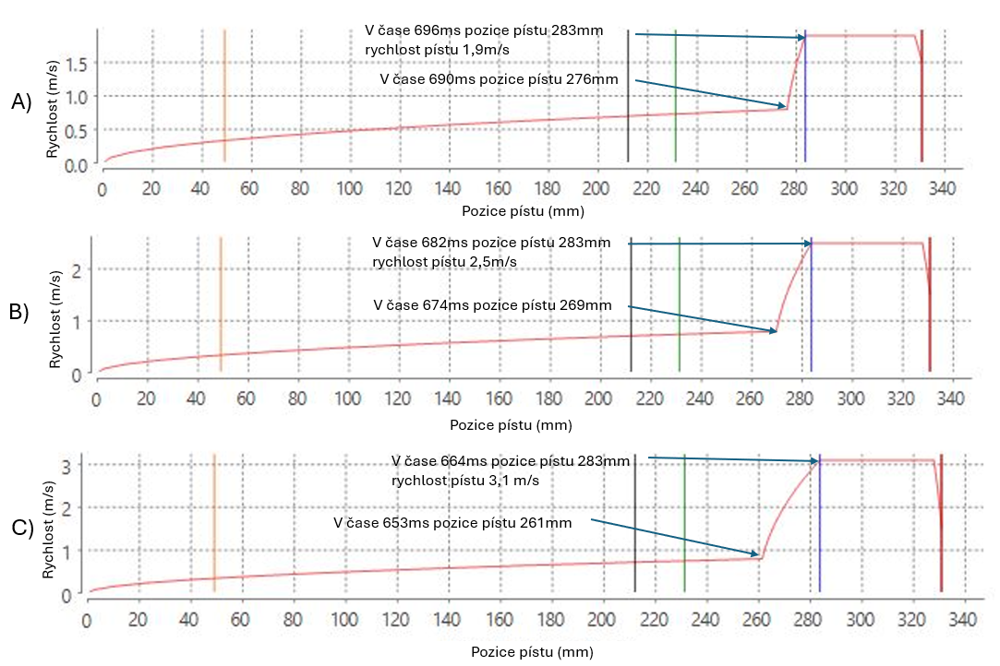 A)
Rychlost (m/s)
V čase 696ms pozice pístu 283mm
rychlost pístu 1,9m/s
V čase 690ms pozice pístu 276mm
1.5
1.0
0.5
0.0
0 20 40 60 80 100 120 140 160 180 200 220 240 260 280 300 320 340
Pozice pístu (mm)
B)
Rychlost (m/s)
V čase 682ms pozice pístu 283mm
rychlost pístu 2,5m/s
V čase 674ms pozice pístu 269mm
2
1
0
0 20 40 60 80 100 120 140 160 180 200 220 240 260 280 300 320 340
Pozice pístu (mm)
C)
Rychlost (m/s)
V čase 664ms pozice pístu 283mm
rychlost pístu 3,1 m/s
V čase 653ms pozice pístu 261mm
3
2
1
0
0 20 40 60 80 100 120 140 160 180 200 220 240 260 280 300 320 340
Pozice pístu (mm)